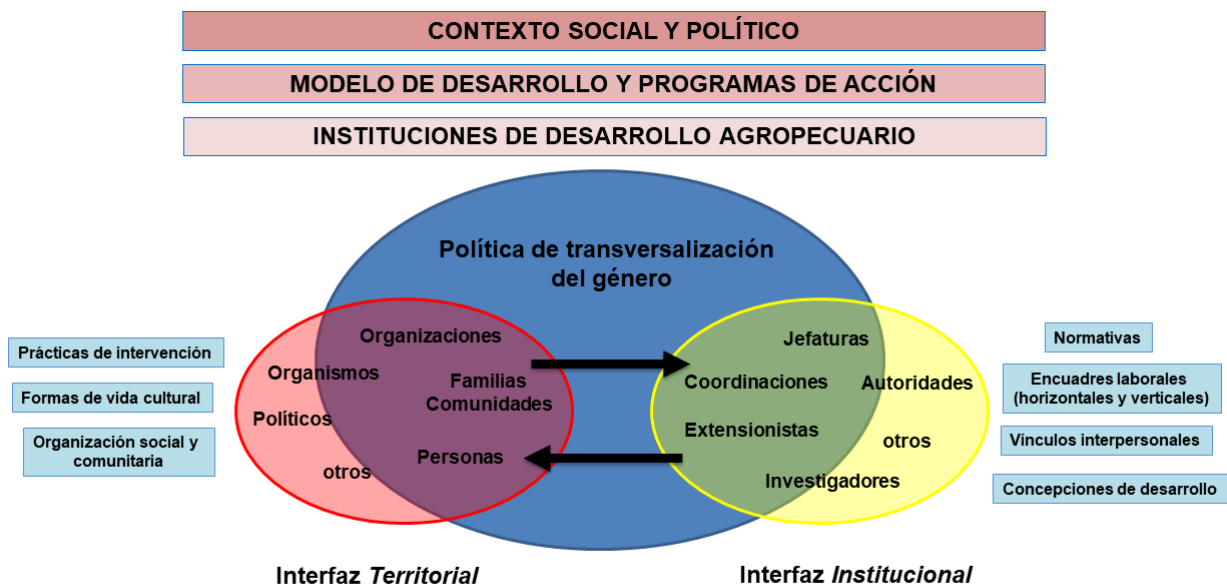 CONTEXTO SOCIAL Y POLÍTICO
MODELO DE DESARROLLO Y PROGRAMAS DE ACCIÓN
INSTITUCIONES DE DESARROLLO AGROPECUARIO
Política de transversalización
del género
Prácticas de intervención
Formas de vida cultural
Organización social y
comunitaria
Organizaciones
Organismos
Familias
Comunidades
Políticos
Personas
otros
Jefaturas
Coordinaciones
Autoridades
Extensionistas
otros
Investigadores
Normativas
Encuadres laborales
(horizontales y verticales)
Vínculos interpersonales
Concepciones de desarrollo
Interfaz Territorial
Interfaz Institucional